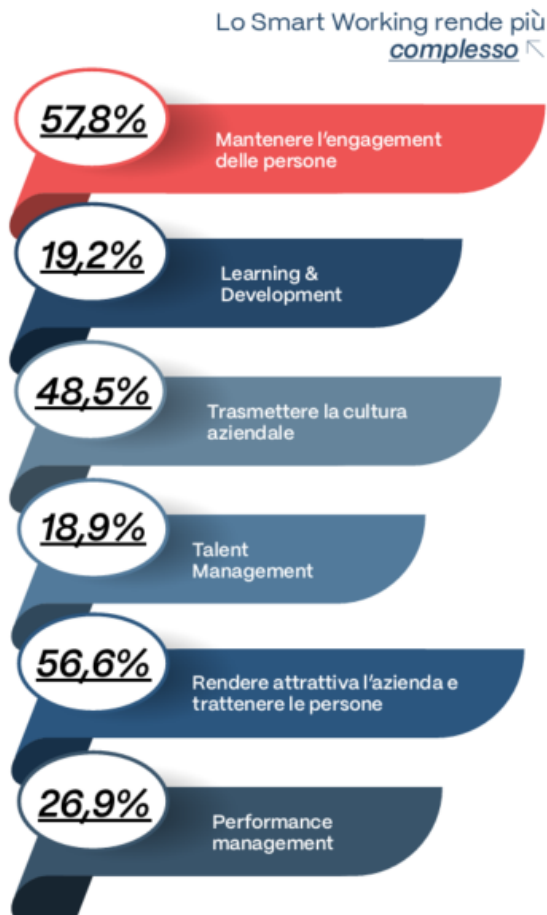 Lo Smart Working rende più
complesso ↖
57,8%
Mantenere l'engagement
delle persone
19,2%
Learning &
Development
48,5%
Trasmettere la cultura
aziendale
18,9%
Talent
Management
56,6%
Rendere attrattiva l'azienda e
trattenere le persone
26,9%
Performance
management